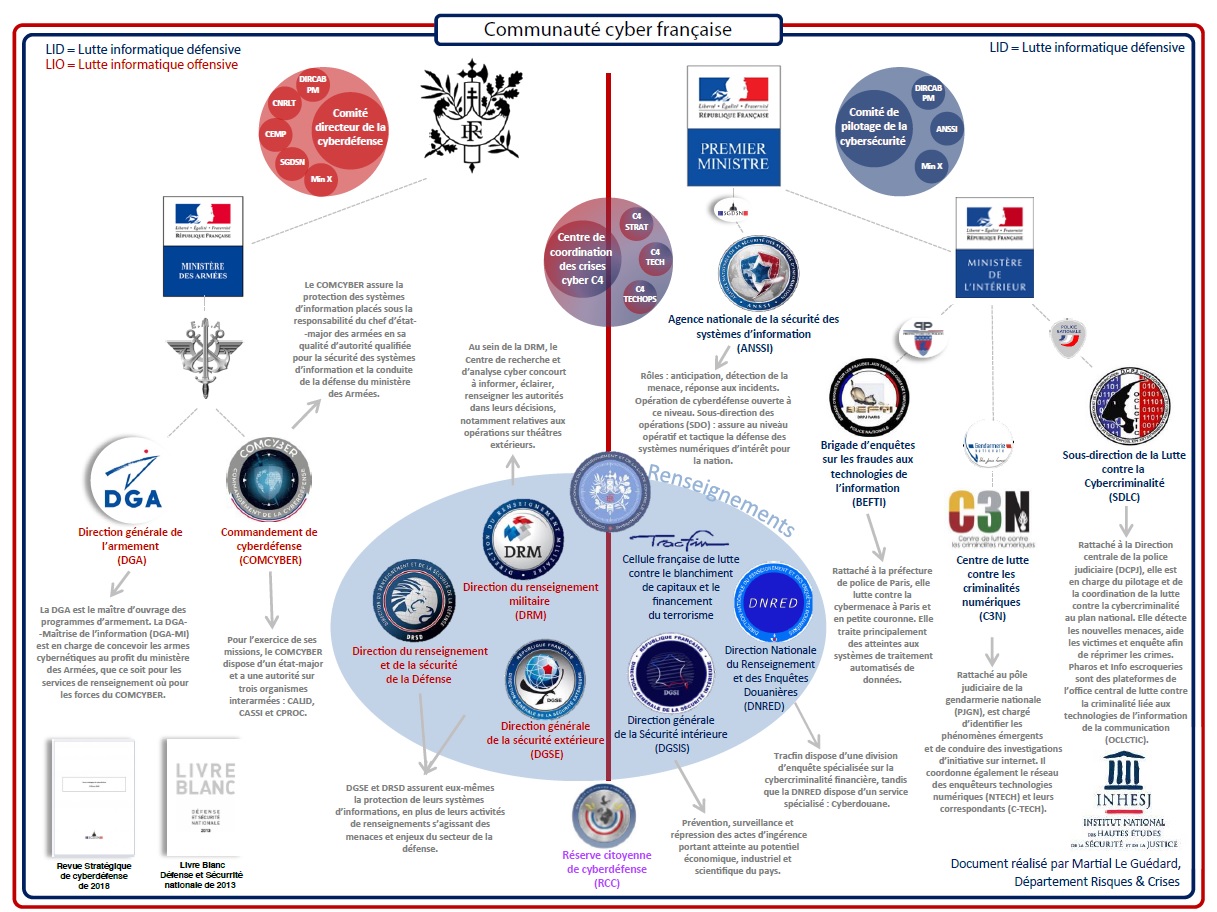 Communauté cyber française
LID = Lutte informatique défensive
LIO = Lutte informatique offensive
LID = Lutte informatique défensive
DIRCAB
PM
CNRLT
CEMP
SGDSN
Min X
Comité
directeur de la
cyberdéfense
RF
Liberté • Égalité • Fraternité
RÉPUBLIQUE FRANÇAISE
PREMIER
MINISTRE
Comité de
pilotage de la
cybersécurité
DIRCAB
PM
ANSSI
Min X
Liberté • Égalité • Fraternité
RÉPUBLIQUE FRANÇAISE
MINISTÈRE
DES ARMÉES
Centre de
coordination
des crises
cyber C4
C4
STRAT
C4
TECH
C4
TECHOPS
SGDSN
Liberté • Égalité • Fraternité
RÉPUBLIQUE FRANÇAISE
MINISTÈRE
DE
L'INTÉRIEUR
E.A
Le COMCYBER assure la
protection des systèmes
d'information placés sous la
responsabilité du chef d'état-
-major des armées en sa
qualité d'autorité qualifiée
pour la sécurité des systèmes
d'information et la conduite
de la défense du ministère
des Armées.
Au sein de la DRM, le
Centre de recherche et
d'analyse cyber concourt
à informer, éclairer,
renseigner les autorités
dans leurs décisions,
notamment relatives aux
opérations sur théâtres
extérieurs.
ANSSI
Agence nationale de la sécurité des
systèmes d'information
(ANSSI)
Rôles : anticipation, détection de la
menace, réponse aux incidents.
Opération de cyberdéfense ouverte à
ce niveau. Sous-direction des
opérations (SDO) : assure au niveau
opératif et tactique la défense des
systèmes numériques d'intérêt pour
la nation.
PP
POLICE
NATIONALE
BEFTI
DRPJ PARIS
POLICE NATIONALE
Brigade d'enquêtes
sur les fraudes aux
technologies de
l'information
(BEFTI)
Gendarmerie
NATIONALE
C3N
Centre de lutte contre
les criminalités numériques
Centre de lutte
contre les
criminalités
numériques
(C3N)
DCPJ
OCLCTIC
Sous-direction de la Lutte
contre la
Cybercriminalité
(SDLC)
DGA
Direction générale de
l'armement
(DGA)
COMCYBER
COMMANDEMENT DE LA CYBERDÉFENSE
Commandement de
cyberdéfense
(COMCYBER)
La DGA est le maître d'ouvrage des
programmes d'armement. La DGA-
-Maîtrise de l'information (DGA-MI)
est en charge de concevoir les armes
cybernétiques au profit du ministère
des Armées, que ce soit pour les
services de renseignement où pour
les forces du COMCYBER.
Pour l'exercice de ses
missions, le COMCYBER
dispose d'un état-major
et a une autorité sur
trois organismes
interarmées : CALID,
CASSI et CPROC.
Renseignements
DIRECTION DU RENSEIGNEMENT MILITAIRE
DRM
Direction du renseignement
militaire
(DRM)
DRSD
Direction du renseignement
et de la sécurité
de la Défense
RÉPUBLIQUE FRANÇAISE
DGSE
DIRECTION GÉNÉRALE DE LA SÉCURITÉ EXTÉRIEURE
Direction générale
de la sécurité extérieure
(DGSE)
Tracfin
Cellule française de lutte
contre le blanchiment
de capitaux et le
financement
du terrorisme
DNRED
Direction Nationale
du Renseignement
et des Enquêtes
Douanières
(DNRED)
RÉPUBLIQUE FRANÇAISE
DGSI
DIRECTION GÉNÉRALE DE LA SÉCURITÉ INTÉRIEURE
Direction générale
de la Sécurité intérieure
(DGSIS)
Rattaché à la préfecture
de police de Paris, elle
lutte contre la
cybermenace à Paris et
en petite couronne. Elle
traite principalement
des atteintes aux
systèmes de traitement
automatisés de
données.
Rattaché au pôle
judiciaire de la
gendarmerie nationale
(PJGN), est chargé
d'identifier les
phénomènes émergents
et de conduire des investigations
d'initiative sur internet. Il
coordonne également le réseau
des enquêteurs technologies
numériques (NTECH) et leurs
correspondants (C-TECH).
Rattaché à la Direction
centrale de la police
judiciaire (DCPJ), elle est
en charge du pilotage et de
la coordination de la lutte
contre la cybercriminalité
au plan national. Elle détecte
les nouvelles menaces, aide
les victimes et enquête afin
de réprimer les crimes.
Pharos et Info escroqueries
sont des plateformes de
l'office central de lutte contre
la criminalité liée aux
technologies de l'information
de la communication
(OCLCTIC).
DGSE et DRSD assurent eux-mêmes
la protection de leurs systèmes
d'informations, en plus de leurs activités
de renseignements s'agissant des
menaces et enjeux du secteur de la
défense.
Tracfin dispose d'une division
d'enquête spécialisée sur la
cybercriminalité financière, tandis
que la DNRED dispose d'un service
spécialisé : Cyberdouane.
Prévention, surveillance et
répression des actes d'ingérence
portant atteinte au potentiel
économique, industriel et
scientifique du pays.
Réserve citoyenne
de cyberdéfense
(RCC)
Revue Stratégique
de cyberdéfense
de 2018
LIVRE
BLANC
DÉFENSE
ET SÉCURITÉ
NATIONALE
2013
Livre Blanc
Défense et Sécurrité
nationale de 2013
INHESJ
INSTITUT NATIONAL
DES HAUTES ÉTUDES
DE LA SÉCURITÉ ET DE LA JUSTICE
Document réalisé par Martial Le Guédard,
Département Risques & Crises